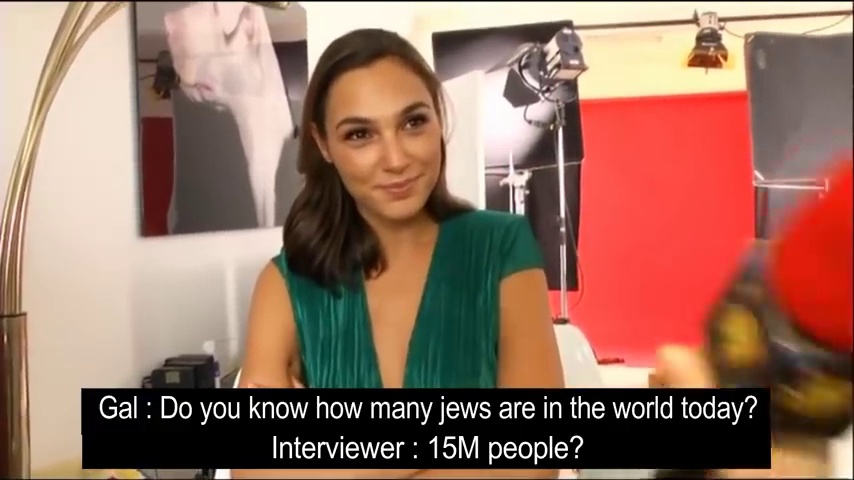 Gal : Do you know how many jews are in the world today?
Interviewer : 15M people?